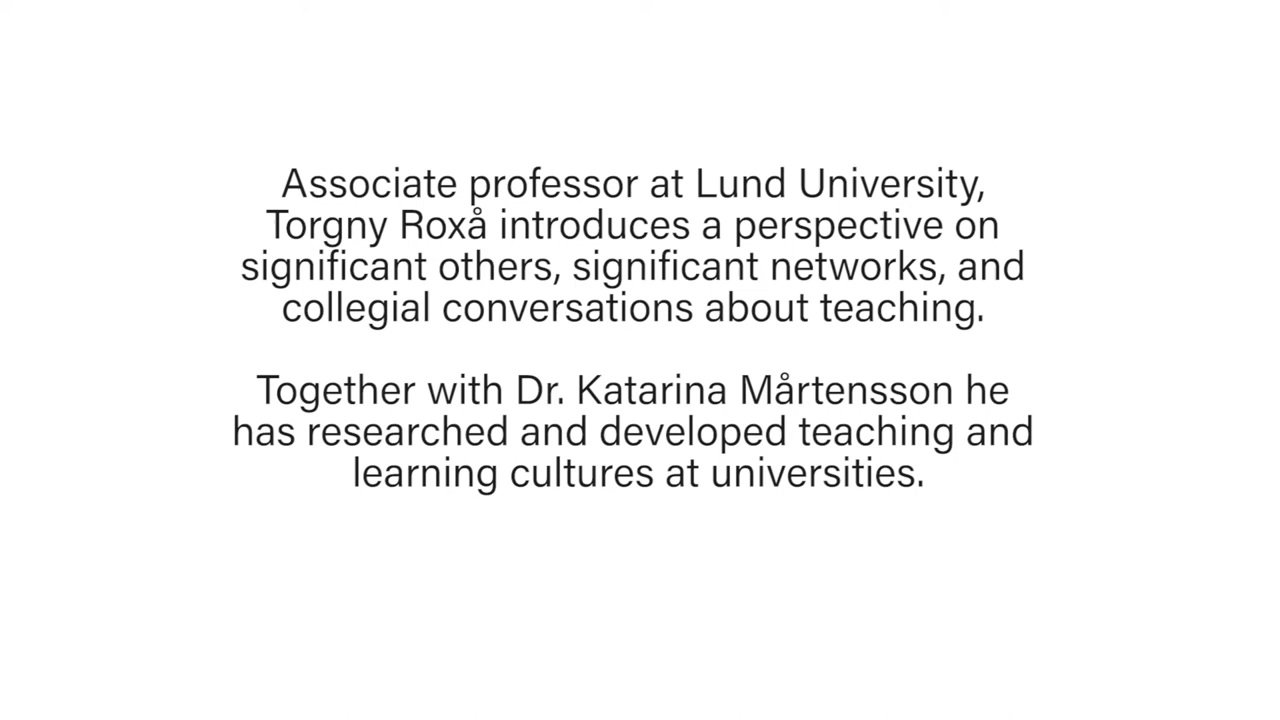 Associate professor at Lund University,
Torgny Roxå introduces a perspective on
significant others, significant networks, and
collegial conversations about teaching.
Together with Dr. Katarina Mårtensson he
has researched and developed teaching and
learning cultures at universities.